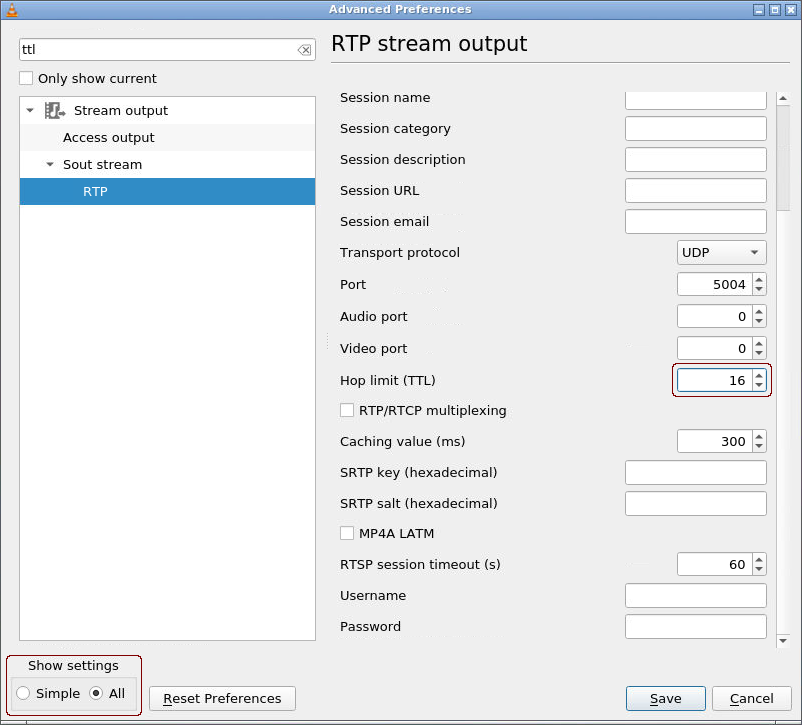 Advanced Preferences
ttl
Only show current
Stream output
Access output
Sout stream
RTP
RTP stream output
Session name
Session category
Session description
Session URL
Session email
Transport protocol UDP
Port 5004
Audio port 0
Video port 0
Hop limit (TTL) 16
RTP/RTCP multiplexing
Caching value (ms) 300
SRTP key (hexadecimal)
SRTP salt (hexadecimal)
MP4A LATM
RTSP session timeout (s) 60
Username
Password
Show settings
Simple All
Reset Preferences
Save
Cancel